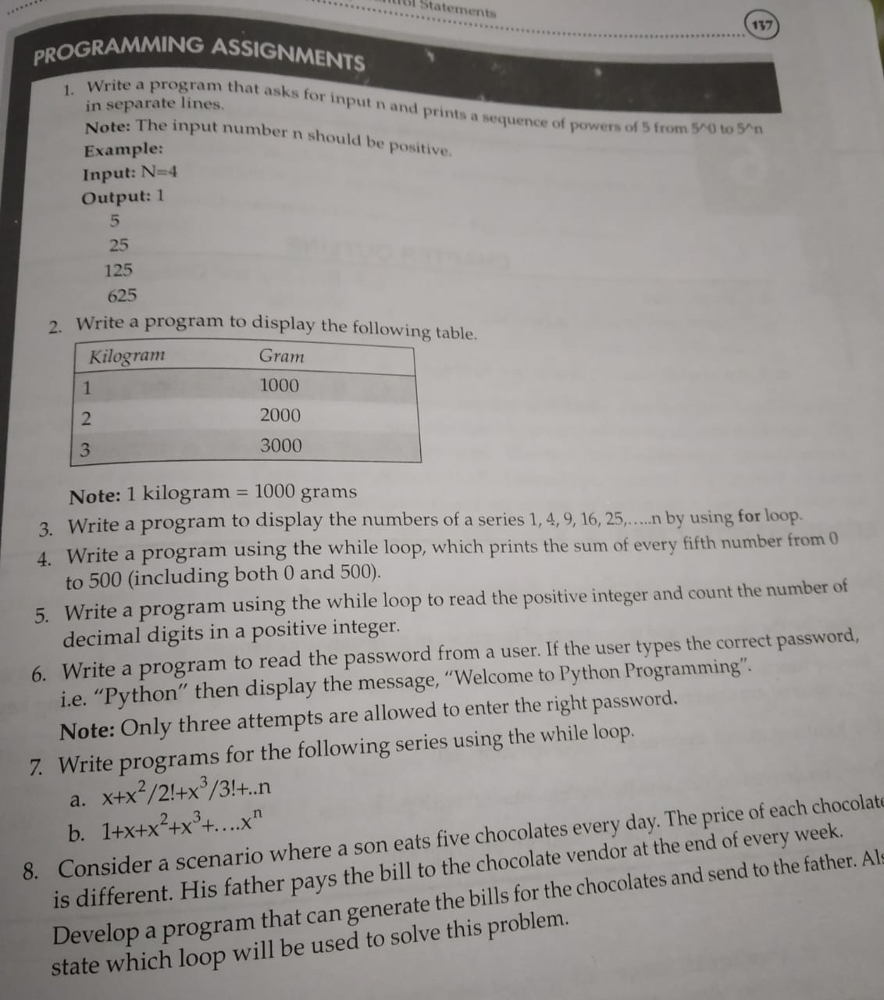 Statements
137
PROGRAMMING ASSIGNMENTS
1. Write a program that asks for input n and prints a sequence of powers of 5 from 5^0 to 5^n
in separate lines.
Note: The input number n should be positive.
Example:
Input: N=4
Output: 1
5
25
125
625
2. Write a program to display the following table.
Kilogram Gram
1 1000
2 2000
3 3000
Note: 1 kilogram = 1000 grams
3. Write a program to display the numbers of a series 1, 4, 9, 16, 25,.....n by using for loop.
4. Write a program using the while loop, which prints the sum of every fifth number from 0
to 500 (including both 0 and 500).
5. Write a program using the while loop to read the positive integer and count the number of
decimal digits in a positive integer.
6. Write a program to read the password from a user. If the user types the correct password,
i.e. “Python” then display the message, “Welcome to Python Programming”.
Note: Only three attempts are allowed to enter the right password.
7. Write programs for the following series using the while loop.
a. x+x²/2!+x³/3!+..n
b. 1+x+x²+x³+....xⁿ
8. Consider a scenario where a son eats five chocolates every day. The price of each chocolate
is different. His father pays the bill to the chocolate vendor at the end of every week.
Develop a program that can generate the bills for the chocolates and send to the father.
state which loop will be used to solve this problem.